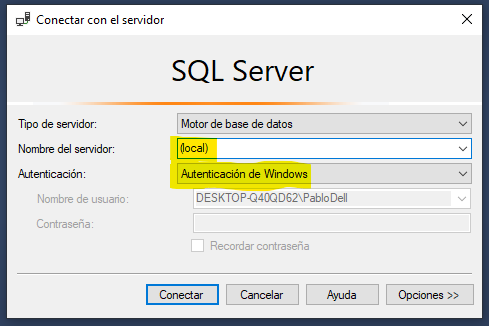 Conectar con el servidor
SQL Server
Tipo de servidor: Motor de base de datos
Nombre del servidor: (local)
Autenticación: Autenticación de Windows
Nombre de usuario: DESKTOP-Q40QD62\PabloDell
Contraseña:
Recordar contraseña
Conectar Cancelar Ayuda Opciones >>